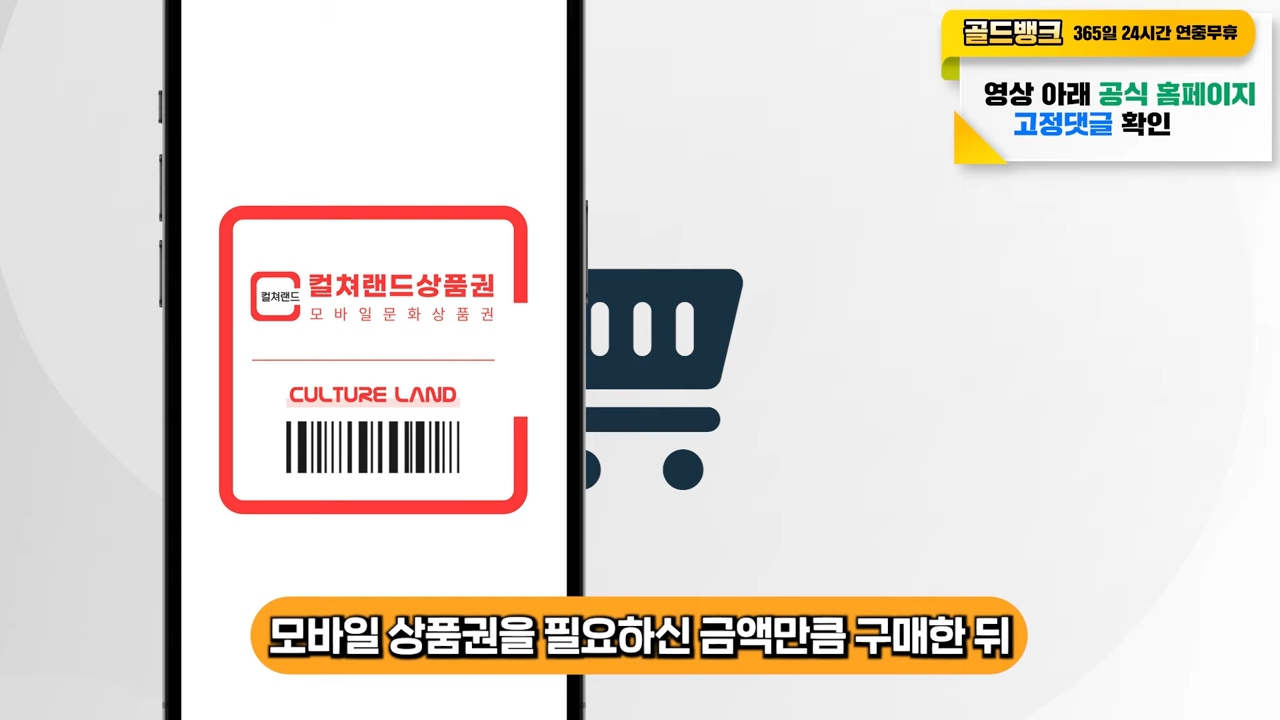 골드뱅크 365일 24시간 연중무휴
영상 아래 공식 홈페이지
고정댓글 확인
컬쳐랜드
컬쳐랜드상품권
모바일문화상품권
CULTURE LAND
모바일 상품권을 필요하신 금액만큼 구매한 뒤